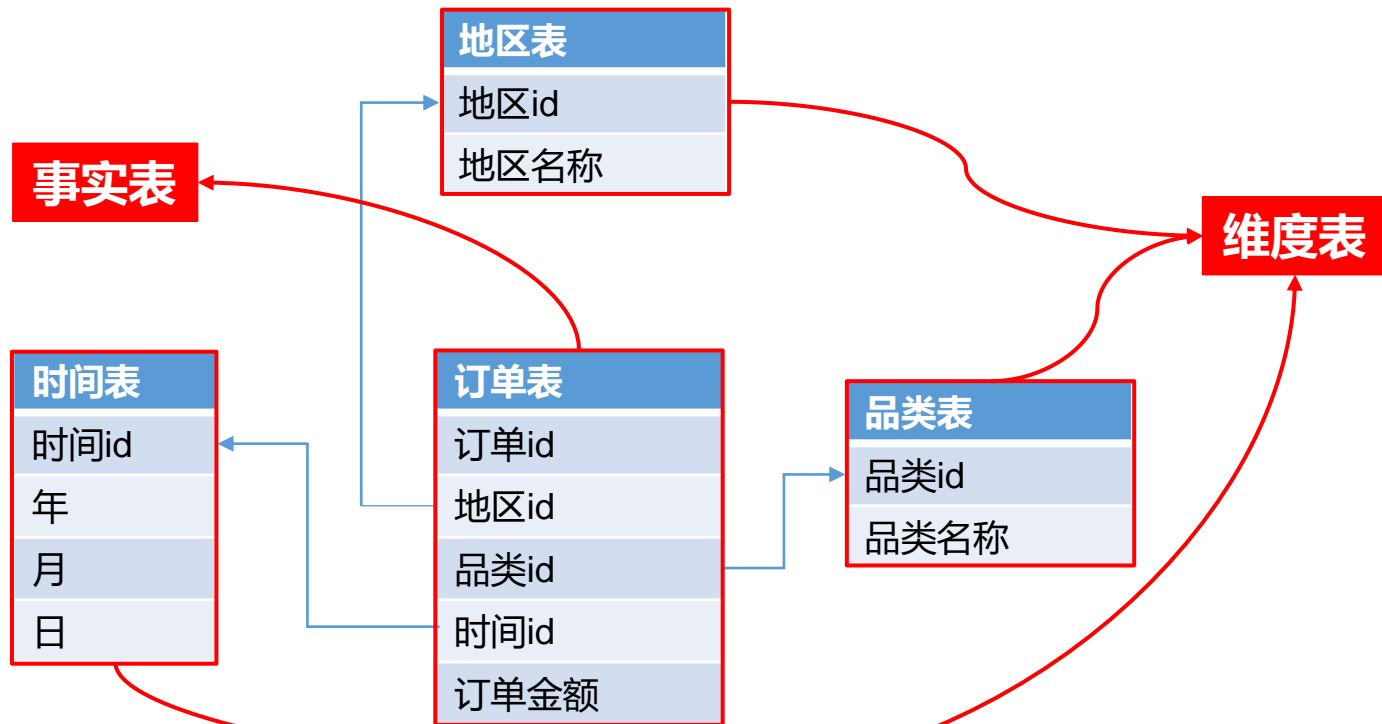 地区表
地区id
地区名称
事实表
维度表
时间表
时间id
年
月
日
订单表
订单id
地区id
品类id
时间id
订单金额
品类表
品类id
品类名称